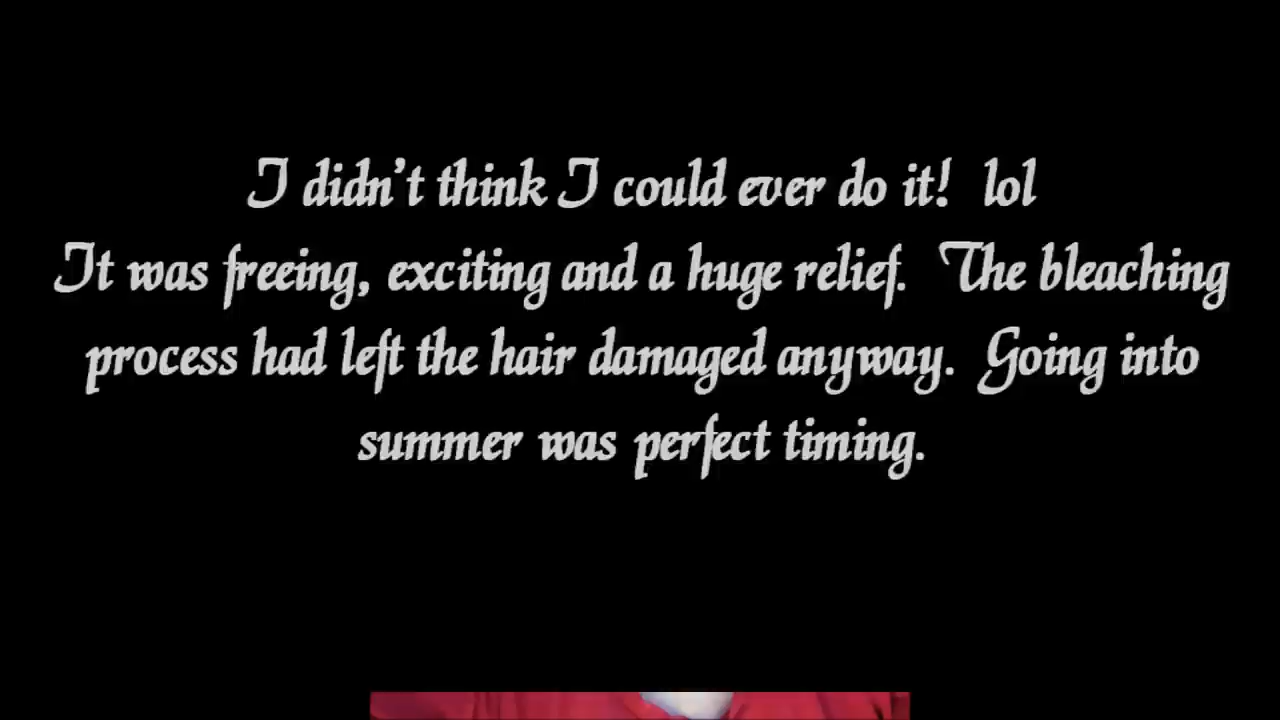 I didn't think I could ever do it!  lol
It was freeing, exciting and a huge relief.  The bleaching
process had left the hair damaged anyway.  Going into
summer was perfect timing.